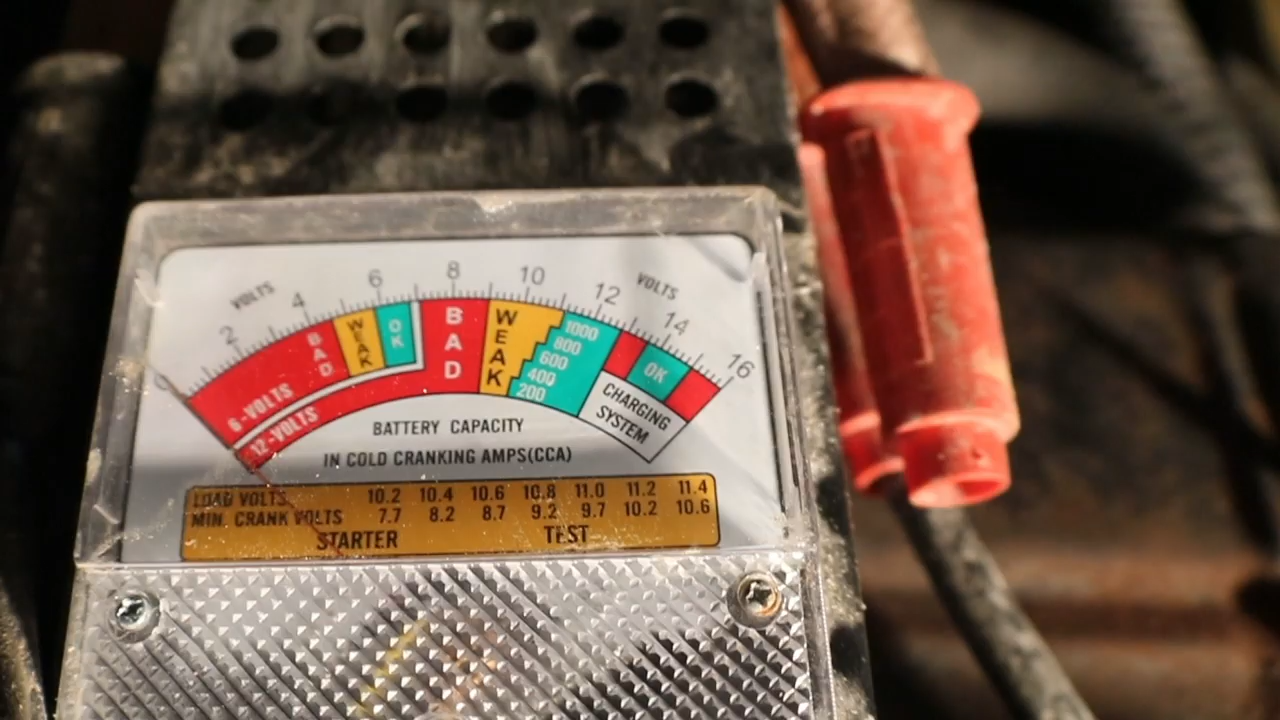 VOLTS VOLTS
0 2 4 6 8 10 12 14 16
BAD WEAK OK BAD WEAK 1000 OK
800
600
400
200
6-VOLTS
12-VOLTS
CHARGING
SYSTEM
BATTERY CAPACITY
IN COLD CRANKING AMPS(CCA)
LOAD VOLTS 10.2 10.4 10.6 10.8 11.0 11.2 11.4
MIN. CRANK VOLTS 7.7 8.2 8.7 9.2 9.7 10.2 10.6
STARTER TEST